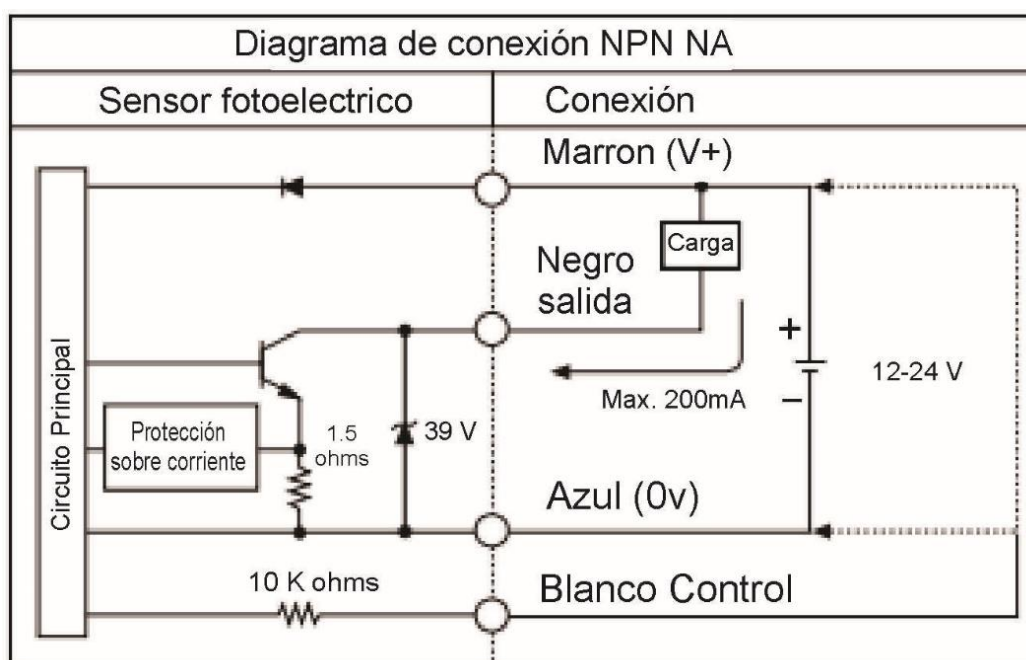 Diagrama de conexión NPN NA
Sensor fotoelectrico
Conexión
Marron (V+)
Carga
Negro
salida
+
12-24 V
Max. 200mA
−
Circuito Principal
Protección
sobre corriente
1.5
ohms
39 V
Azul (0v)
10 K ohms
Blanco Control